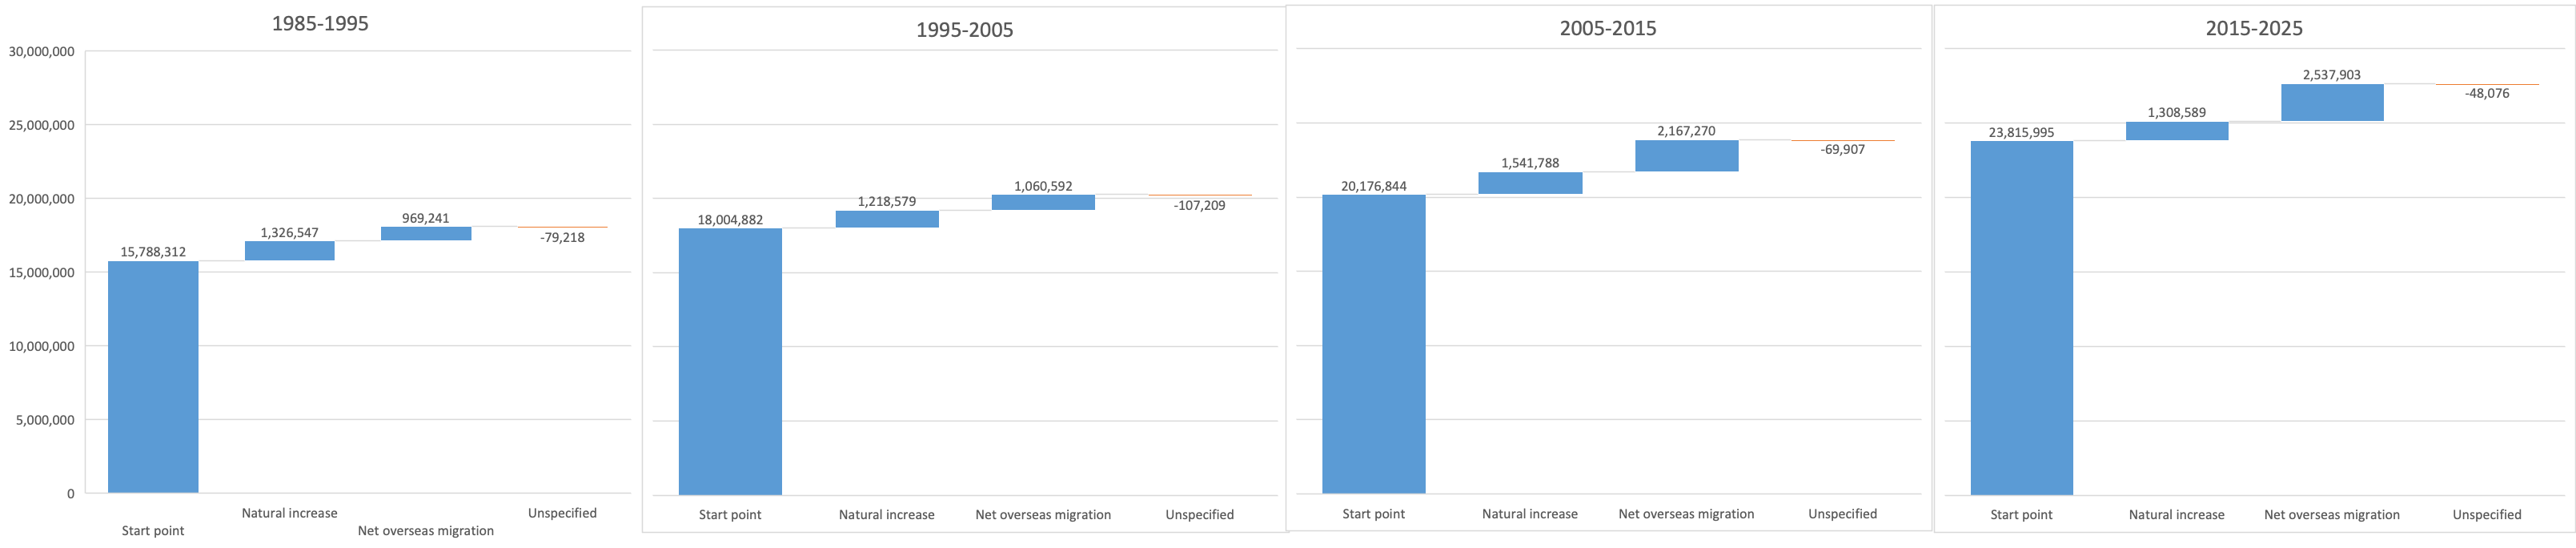 1985-1995
30,000,000
25,000,000
20,000,000
15,000,000
10,000,000
5,000,000
0
15,788,312
1,326,547
969,241
-79,218
Start point
Natural increase
Net overseas migration
Unspecified
1995-2005
18,004,882
1,218,579
1,060,592
-107,209
Start point
Natural increase
Net overseas migration
Unspecified
2005-2015
20,176,844
1,541,788
2,167,270
-69,907
Start point
Natural increase
Net overseas migration
Unspecified
2015-2025
23,815,995
1,308,589
2,537,903
-48,076
Start point
Natural increase
Net overseas migration
Unspecified